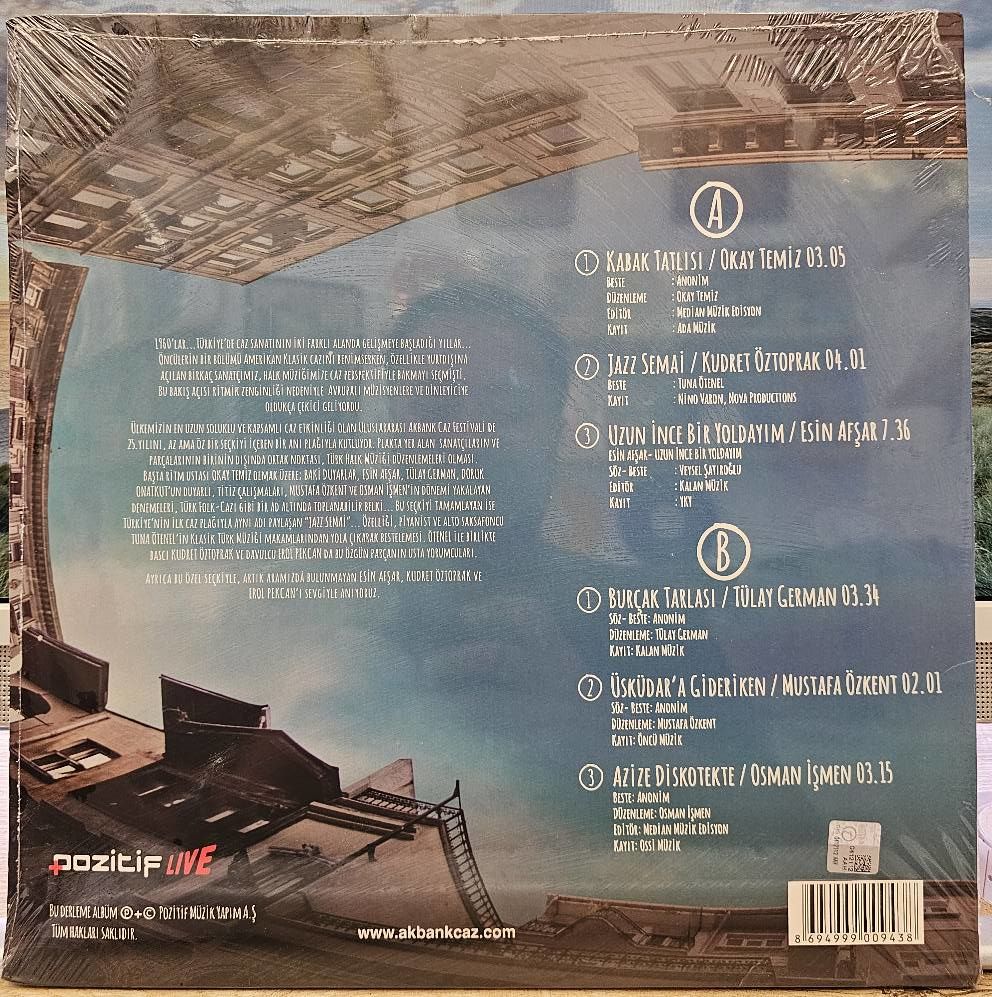 1960'lar...Türkiye'de caz sanatının iki farklı alanda gelişmeye başladığı yıllar...
Öncülerin bir bölümü Amerikan klasik cazını benimserken, özellikle yurtdışına
açılan birkaç sanatçımız, halk müziğimize caz perspektifiyle bakmayı seçmişti.
Bu bakış açısı ritmik zenginliği nedeniyle Avrupalı müzisyenlere ve dinleyiciye
oldukça çekici geliyordu.
Ülkemizin en uzun soluklu ve kapsamlı caz etkinliği olan Uluslararası Akbank Caz Festivali de
25.yılını, az ama öz bir seçkiyi içeren bir anı plağıyla kutluyor. Plakta yer alan sanatçıların ve
parçalarının birinin dışında ortak noktası, Türk Halk Müziği düzenlemeleri olması.
Başta ritm ustası Okay Temiz olmak üzere; Baki Duyarlar, Esin Afşar, Tülay German, Doruk
Onatkut'un duyarlı, titiz çalışmaları, Mustafa Özkent ve Osman İşmen'in dönemi yakalayan
denemeleri, Türk Folk-Cazı gibi bir ad altında toplanabilir belki... Bu seçkiyi tamamlayan ise
Türkiye'nin ilk caz plağıyla aynı adı paylaşan "Jazz Semai"... Özelliği, piyanist ve alto saksafoncu
Tuna Ötenel'in Klasik Türk Müziği makamlarından yola çıkarak bestelemesi. Ötenel ile birlikte
bascı Kudret Öztoprak ve davulcu Erol Pekcan da bu özgün parçanın usta yorumcuları.
Ayrıca bu özel seçkiyle, artık aramızda bulunmayan Esin Afşar, Kudret Öztoprak ve
Erol Pekcan'ı sevgiyle anıyoruz.
A
1 Kabak Tatlısı / Okay Temiz 03.05
Beste : Anonim
Düzenleme : Okay Temiz
Editör : Median Müzik Edisyon
Kayıt : Ada Müzik
2 Jazz Semai / Kudret Öztoprak 04.01
Beste : Tuna Ötenel
Kayıt : Nino Varon, Nova Productions
3 Uzun İnce Bir Yoldayım / Esin Afşar 7.36
Esin Afşar- Uzun İnce Bir Yoldayım
Söz- Beste : Veysel Şatıroğlu
Editör : Kalan Müzik
Kayıt : YKY
B
1 Burçak Tarlası / Tülay German 03.34
Söz- Beste: Anonim
Düzenleme: Tülay German
Kayıt: Kalan Müzik
2 Üsküdar'a Gideriken / Mustafa Özkent 02.01
Söz- Beste: Anonim
Düzenleme: Mustafa Özkent
Kayıt: Öncü Müzik
3 Azize Diskotekte / Osman İşmen 03.15
Beste: Anonim
Düzenleme: Osman İşmen
Editör: Median Müzik Edisyon
Kayıt: Ossi Müzik
pozitif LIVE
Bu derleme albüm ℗+© Pozitif Müzik Yapım A.Ş
Tüm hakları saklıdır.
www.akbankcaz.com
8 694999 009438